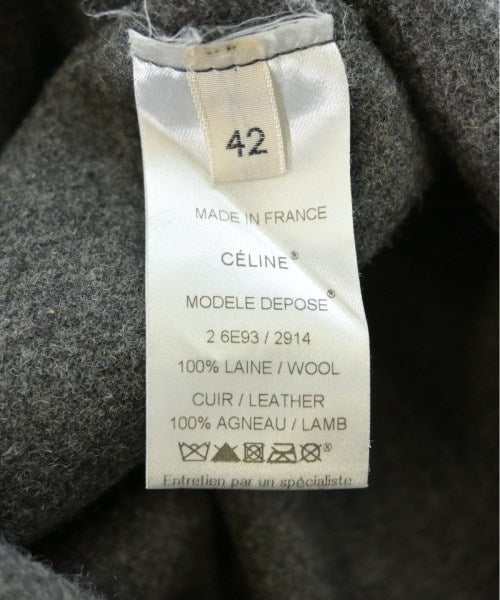 42
MADE IN FRANCE
CÉLINE®
MODELE DEPOSE®
2 6E93 / 2914
100% LAINE / WOOL
CUIR / LEATHER
100% AGNEAU / LAMB
®
Entretien par un spécialiste